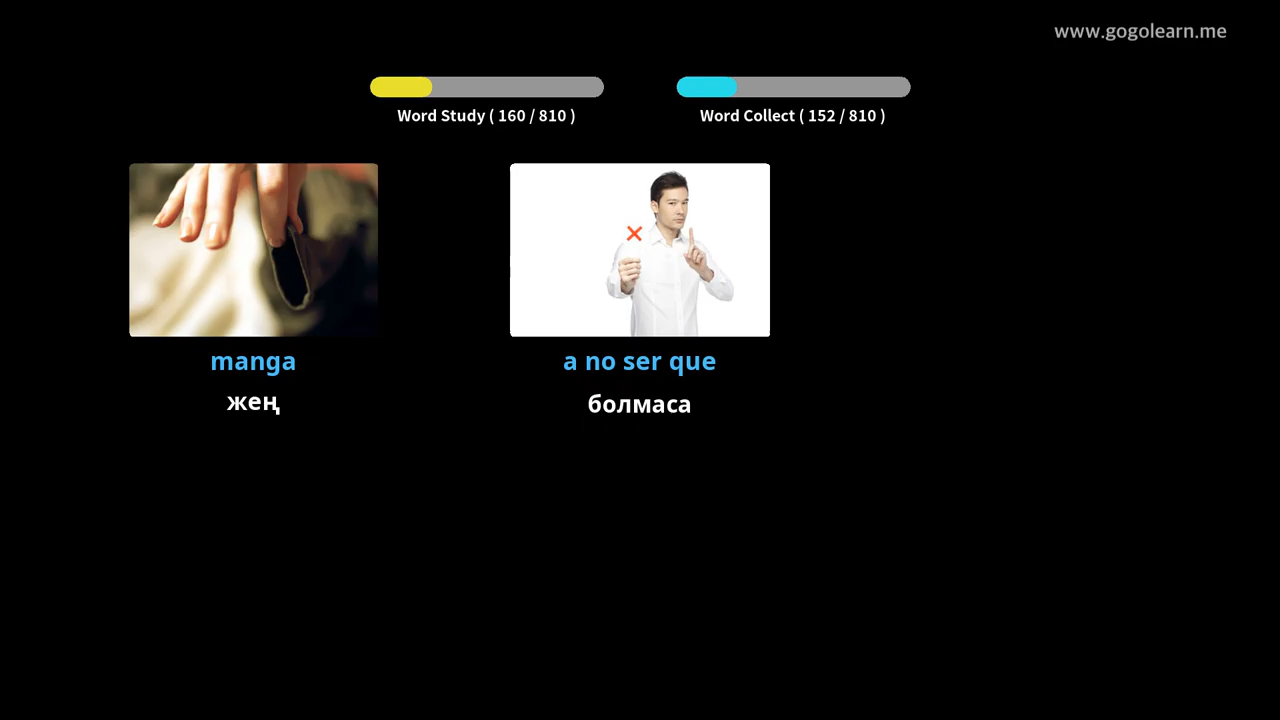 www.gogolearn.me
Word Study ( 160 / 810 )
Word Collect ( 152 / 810 )
manga
жең
a no ser que
болмаса